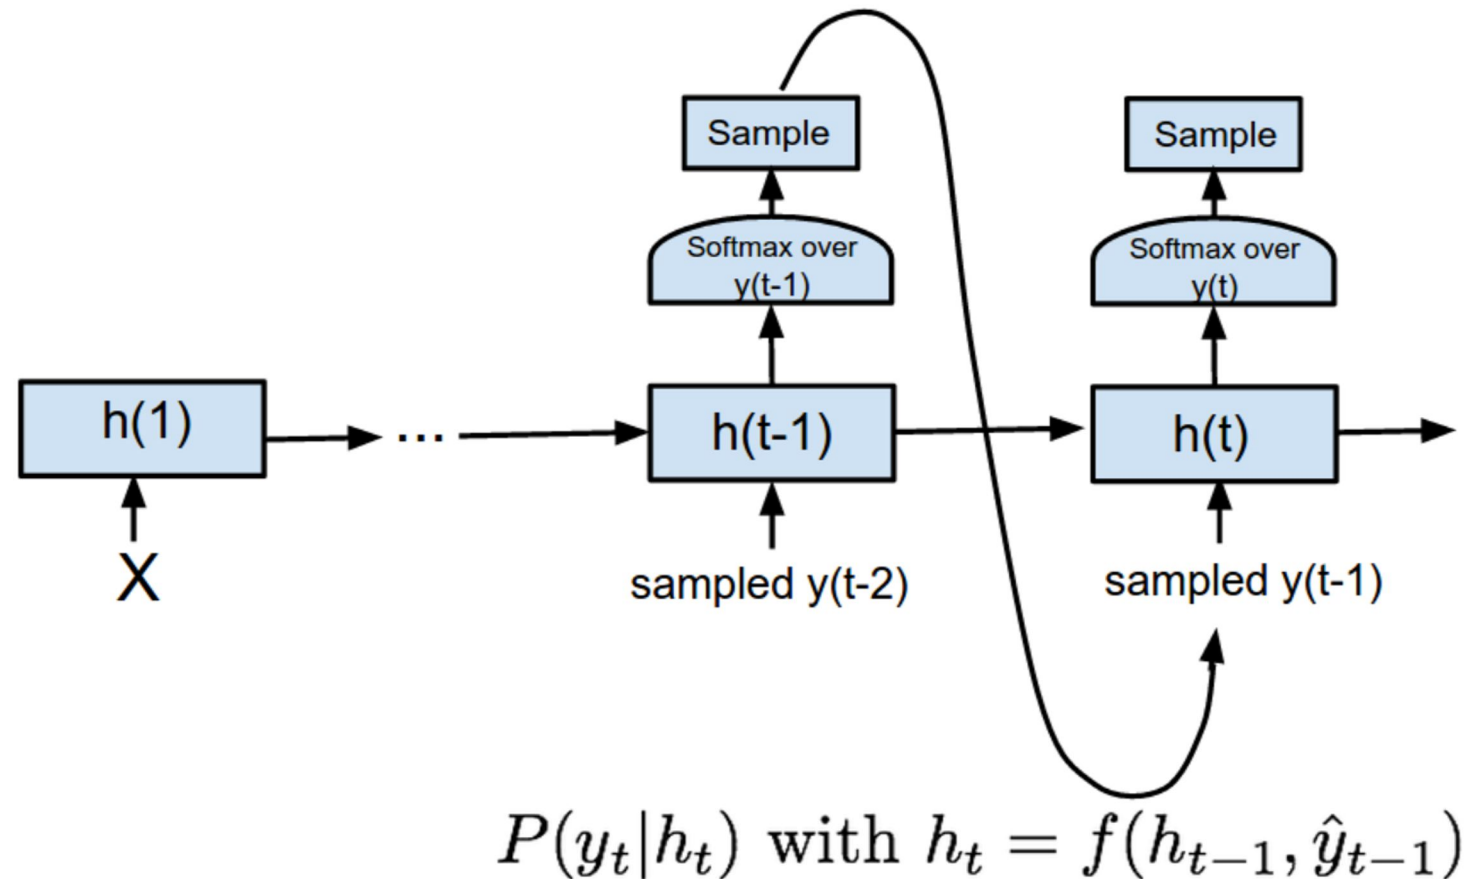 Sample
Sample
Softmax over
y(t-1)
Softmax over
y(t)
h(1)
...
h(t-1)
h(t)
X
sampled y(t-2)
sampled y(t-1)
P(y_t|h_t) with h_t = f(h_{t-1}, ŷ_{t-1})